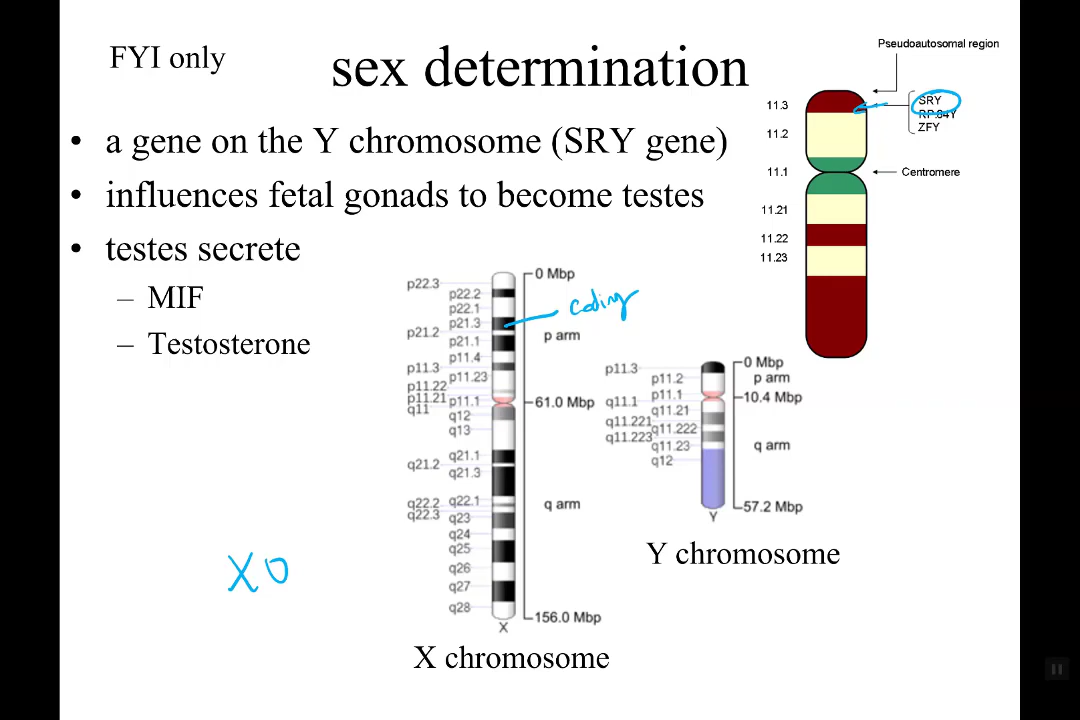 FYI only
sex determination
• a gene on the Y chromosome (SRY gene)
• influences fetal gonads to become testes
• testes secrete
– MIF
– Testosterone
Pseudoautosomal region
11.3
SRY
ZFY
11.2
11.1
Centromere
11.21
11.22
11.23
p22.3
p22.2
p22.1
p21.3
p21.2
p21.1
p11.4
p11.3
p11.23
p11.22
p11.21
p11.1
q11
q12
q13
q21.1
q21.2
q21.3
q22.1
q22.2
q22.3
q23
q24
q25
q26
q27
q28
X
0 Mbp
coding
p arm
61.0 Mbp
q arm
156.0 Mbp
X chromosome
p11.3
p11.2
p11.1
q11.1
q11.21
q11.221
q11.222
q11.223
q11.23
q12
Y
0 Mbp
p arm
10.4 Mbp
q arm
57.2 Mbp
Y chromosome
XO